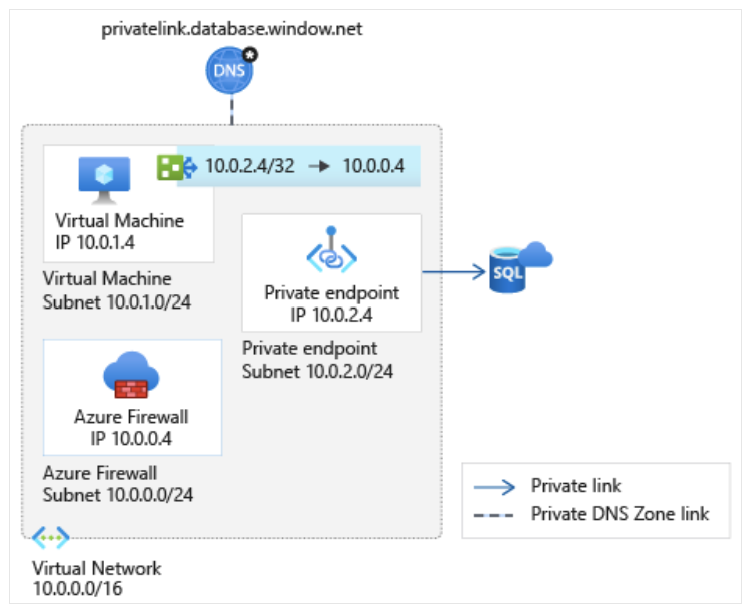 privatelink.database.window.net
DNS
*
10.0.2.4/32 → 10.0.0.4
Virtual Machine
IP 10.0.1.4
Virtual Machine
Subnet 10.0.1.0/24
Private endpoint
IP 10.0.2.4
Private endpoint
Subnet 10.0.2.0/24
SQL
Azure Firewall
IP 10.0.0.4
Azure Firewall
Subnet 10.0.0.0/24
Private link
Private DNS Zone link
Virtual Network
10.0.0.0/16